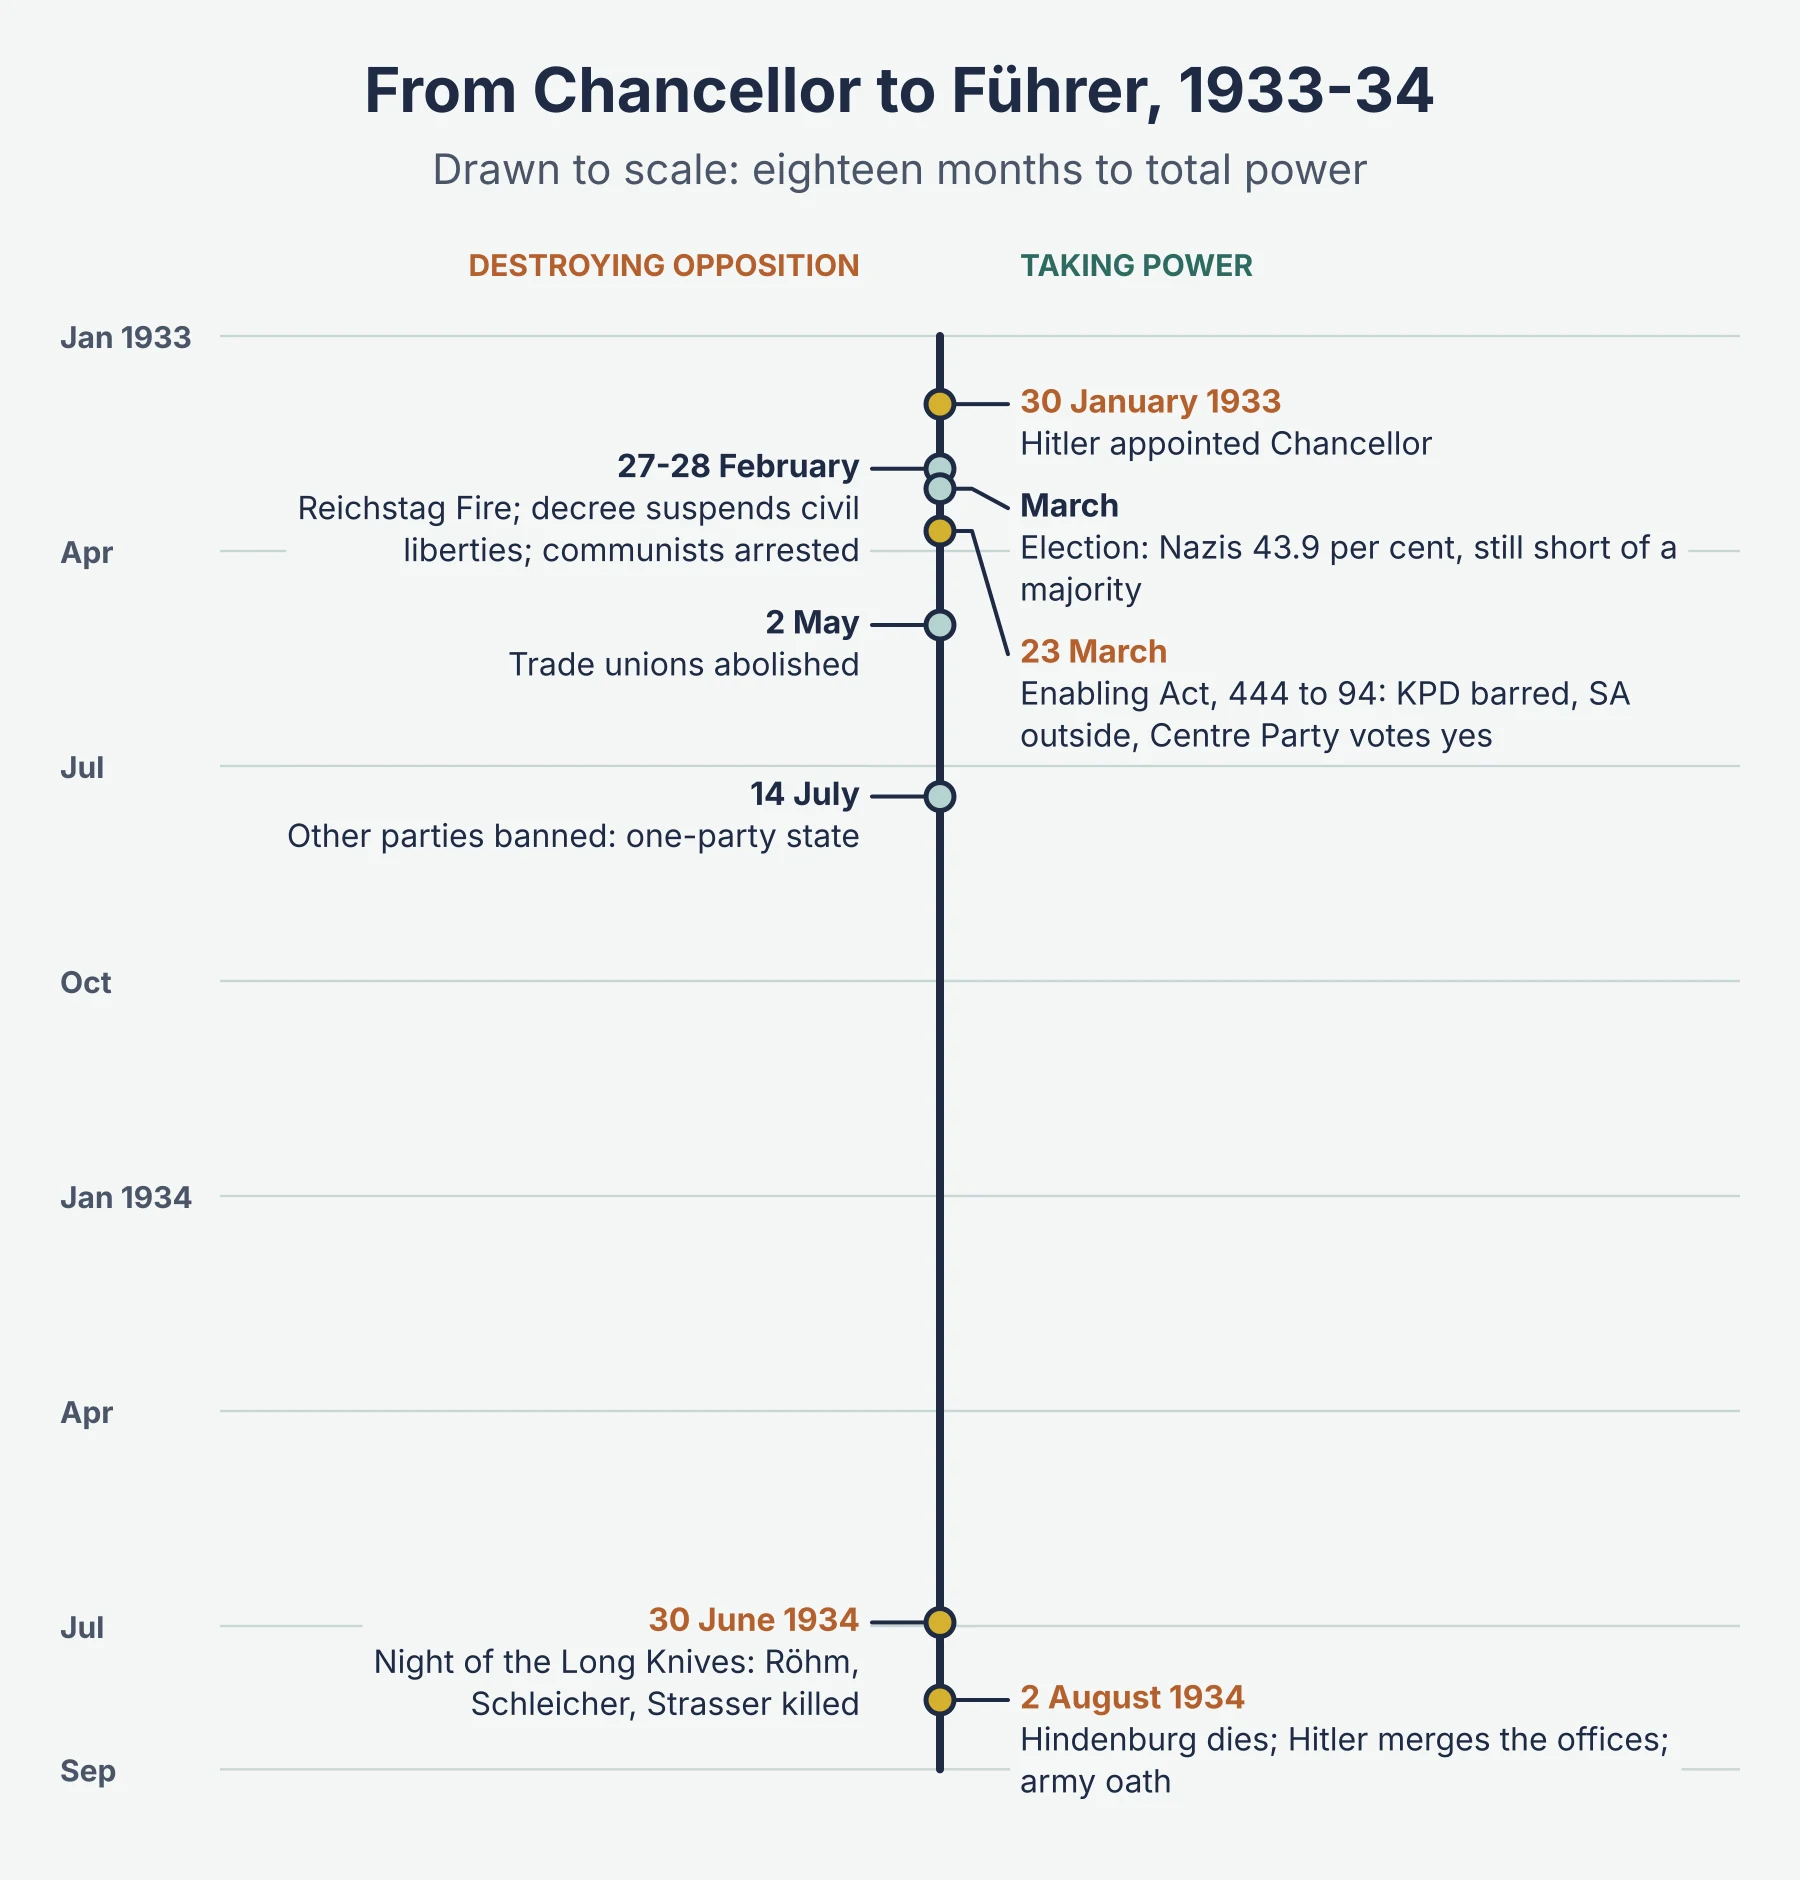 From Chancellor to Führer, 1933-34
Drawn to scale: eighteen months to total power
DESTROYING OPPOSITION
TAKING POWER
Jan 1933
30 January 1933
Hitler appointed Chancellor
27-28 February
Reichstag Fire; decree suspends civil
liberties; communists arrested
March
Election: Nazis 43.9 per cent, still short of a
majority
Apr
2 May
Trade unions abolished
23 March
Enabling Act, 444 to 94: KPD barred, SA
outside, Centre Party votes yes
Jul
14 July
Other parties banned: one-party state
Oct
Jan 1934
Apr
Jul
30 June 1934
Night of the Long Knives: Röhm,
Schleicher, Strasser killed
2 August 1934
Hindenburg dies; Hitler merges the offices;
army oath
Sep